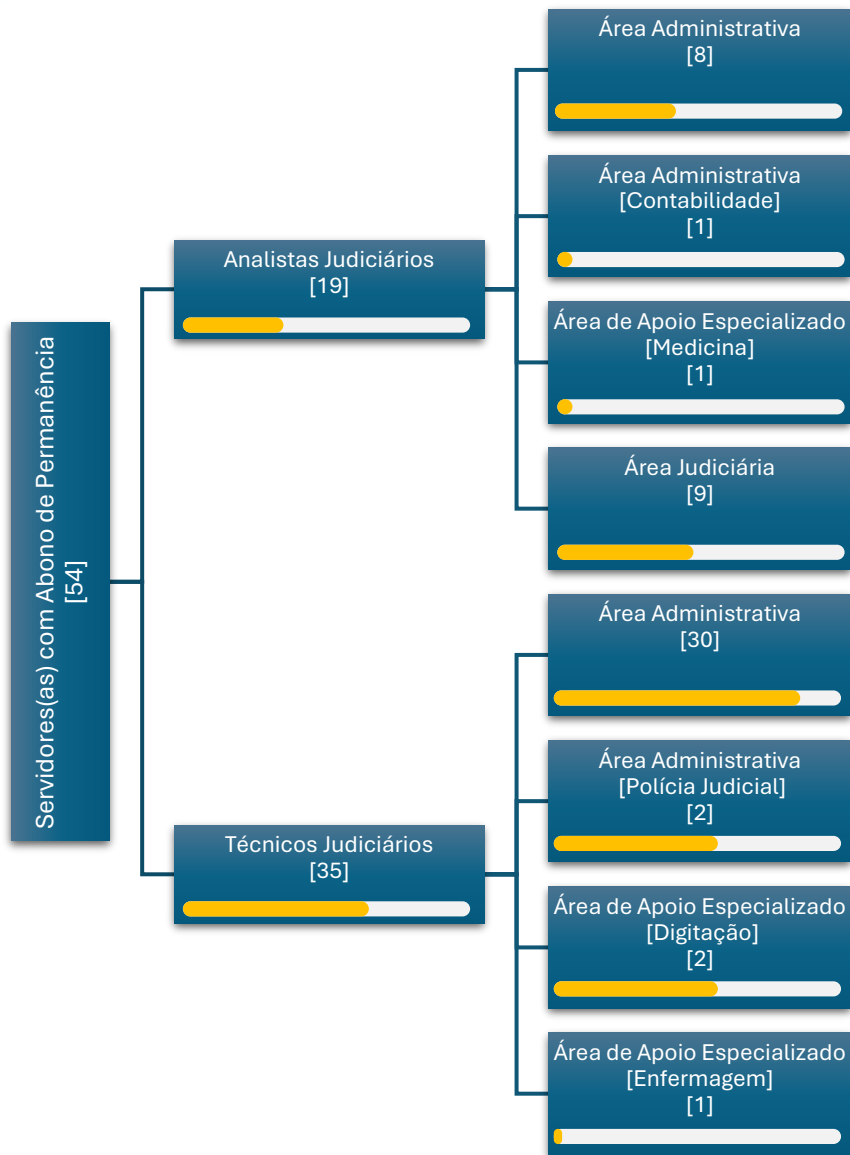 Servidores(as) com Abono de Permanência
[54]
Analistas Judiciários
[19]
Área Administrativa
[8]
Área Administrativa
[Contabilidade]
[1]
Área de Apoio Especializado
[Medicina]
[1]
Área Judiciária
[9]
Técnicos Judiciários
[35]
Área Administrativa
[30]
Área Administrativa
[Polícia Judicial]
[2]
Área de Apoio Especializado
[Digitação]
[2]
Área de Apoio Especializado
[Enfermagem]
[1]